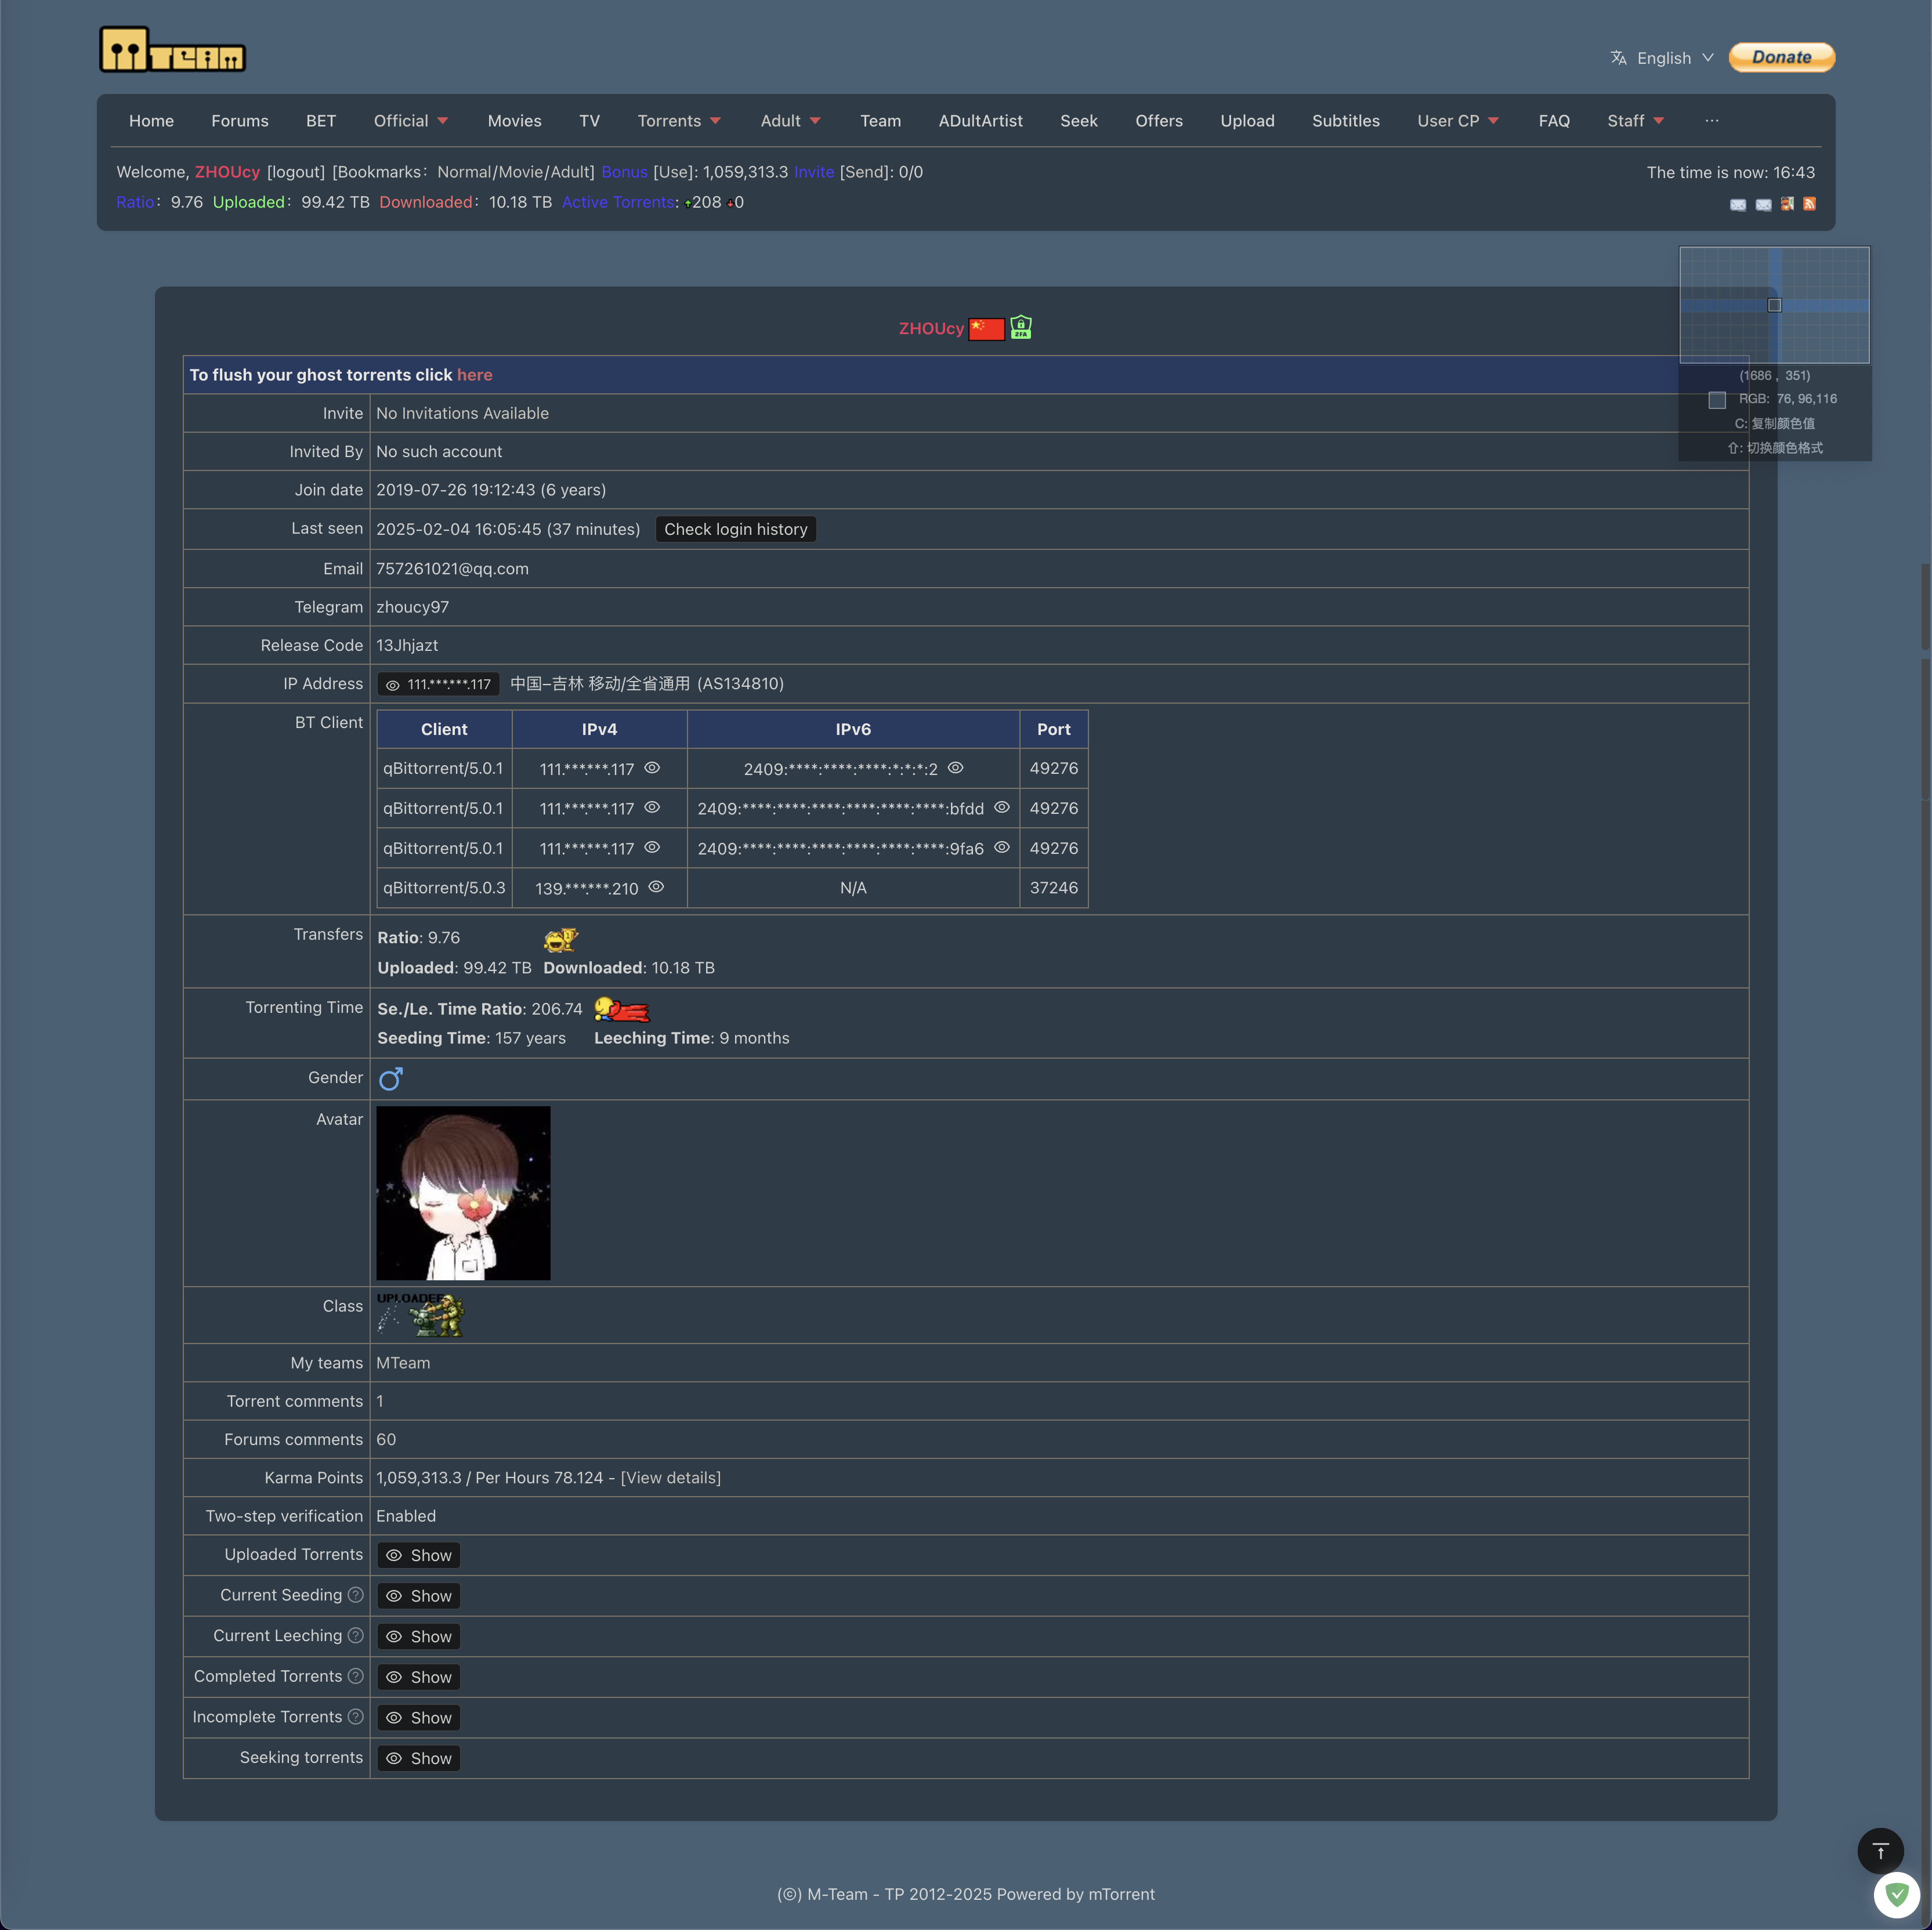 MTEAM
English Donate
Home Forums BET Official Movies TV Torrents Adult Team ADultArtist Seek Offers Upload Subtitles User CP FAQ Staff ···
Welcome, ZHOUcy [logout] [Bookmarks: Normal/Movie/Adult] Bonus [Use]: 1,059,313.3 Invite [Send]: 0/0 The time is now: 16:43
Ratio: 9.76 Uploaded: 99.42 TB Downloaded: 10.18 TB Active Torrents: 208 0
ZHOUcy 2FA
To flush your ghost torrents click here
(1686 , 351)
RGB: 76, 96,116
C: 复制颜色值
⇧: 切换颜色格式
Invite No Invitations Available
Invited By No such account
Join date 2019-07-26 19:12:43 (6 years)
Last seen 2025-02-04 16:05:45 (37 minutes) Check login history
Email 757261021@qq.com
Telegram zhoucy97
Release Code 13Jhjazt
IP Address 111.***.***.117 中国–吉林 移动/全省通用 (AS134810)
BT Client
Client IPv4 IPv6 Port
qBittorrent/5.0.1 111.***.***.117 2409:****:****:****:*:*:*:2 49276
qBittorrent/5.0.1 111.***.***.117 2409:****:****:****:****:****:****:bfdd 49276
qBittorrent/5.0.1 111.***.***.117 2409:****:****:****:****:****:****:9fa6 49276
qBittorrent/5.0.3 139.***.***.210 N/A 37246
Transfers Ratio: 9.76
Uploaded: 99.42 TB Downloaded: 10.18 TB
Torrenting Time Se./Le. Time Ratio: 206.74
Seeding Time: 157 years Leeching Time: 9 months
Gender
Avatar
Class UPLOADER
My teams MTeam
Torrent comments 1
Forums comments 60
Karma Points 1,059,313.3 / Per Hours 78.124 - [View details]
Two-step verification Enabled
Uploaded Torrents Show
Current Seeding Show
Current Leeching Show
Completed Torrents Show
Incomplete Torrents Show
Seeking torrents Show
(©) M-Team - TP 2012-2025 Powered by mTorrent